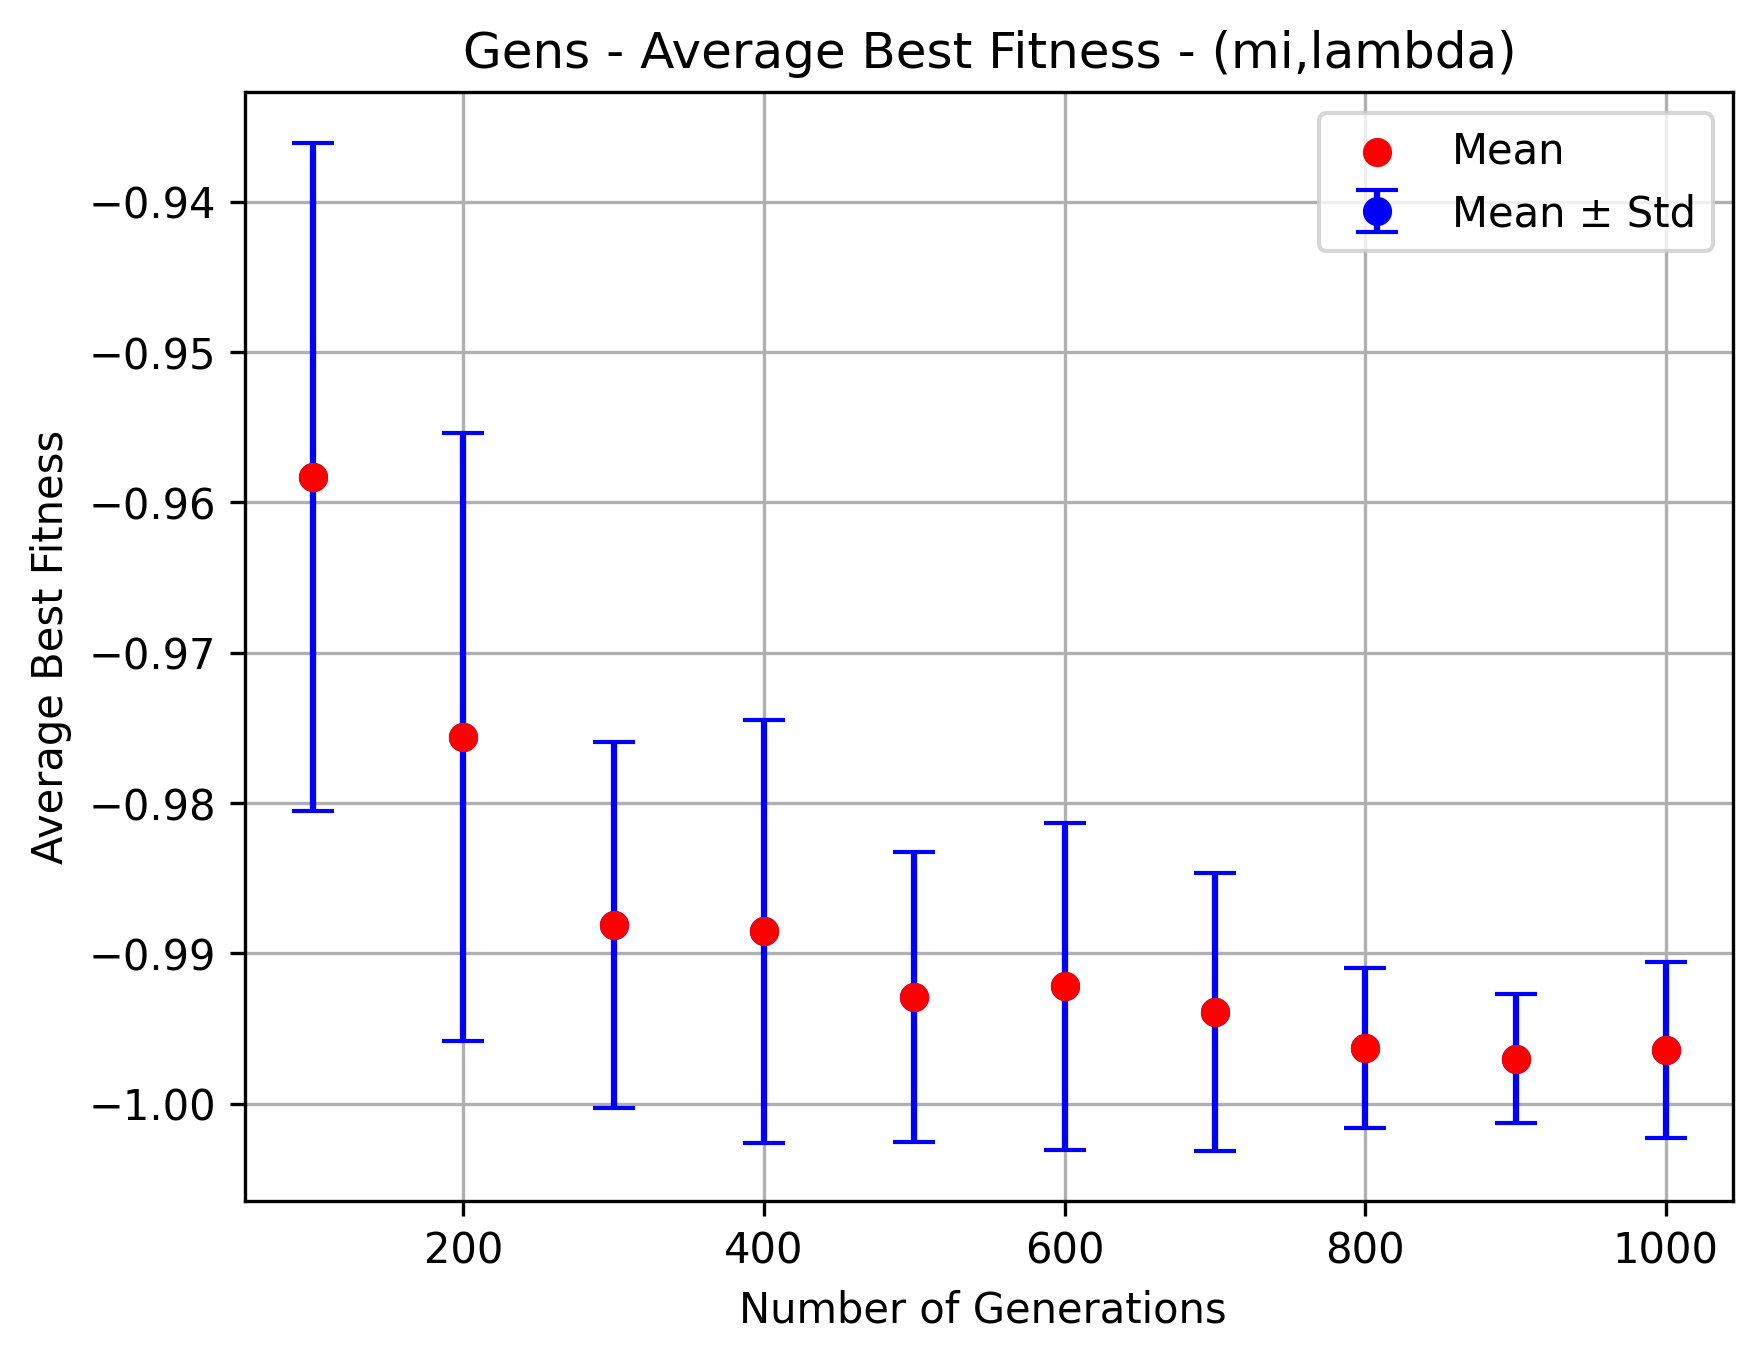 Gens - Average Best Fitness - (mi,lambda)
Mean
Mean ± Std
Average Best Fitness
−0.94
−0.95
−0.96
−0.97
−0.98
−0.99
−1.00
200 400 600 800 1000
Number of Generations